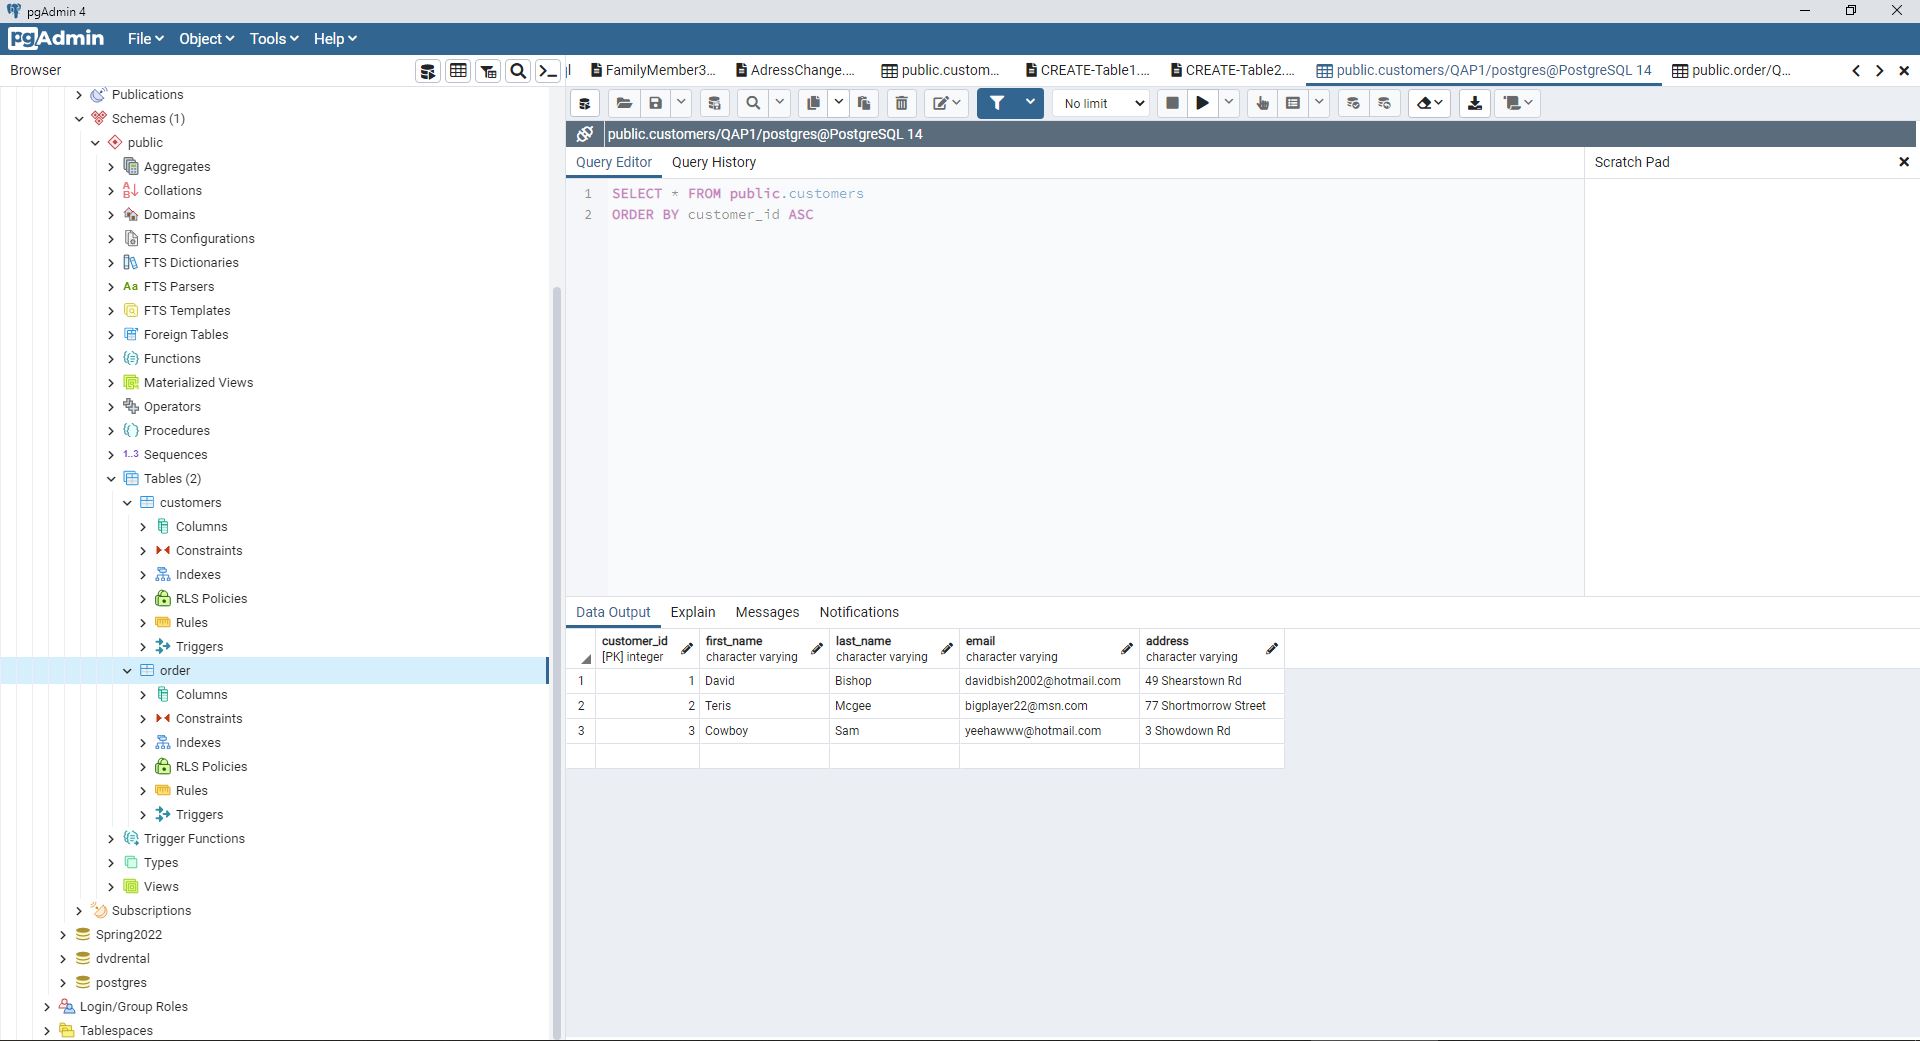 pgAdmin 4
pgAdmin File Object Tools Help
Browser
FamilyMember3... AdressChange.... public.custom... CREATE-Table1.... CREATE-Table2.... public.customers/QAP1/postgres@PostgreSQL 14 public.order/Q...
No limit
public.customers/QAP1/postgres@PostgreSQL 14
Query Editor Query History
Scratch Pad
1 SELECT * FROM public.customers
2 ORDER BY customer_id ASC
Publications
Schemas (1)
public
Aggregates
Collations
Domains
FTS Configurations
FTS Dictionaries
Aa FTS Parsers
FTS Templates
Foreign Tables
Functions
Materialized Views
Operators
Procedures
1..3 Sequences
Tables (2)
customers
Columns
Constraints
Indexes
RLS Policies
Rules
Triggers
order
Columns
Constraints
Indexes
RLS Policies
Rules
Triggers
Trigger Functions
Types
Views
Subscriptions
Spring2022
dvdrental
postgres
Login/Group Roles
Tablespaces
Data Output Explain Messages Notifications
customer_id first_name last_name email address
[PK] integer character varying character varying character varying character varying
1 1 David Bishop davidbish2002@hotmail.com 49 Shearstown Rd
2 2 Teris Mcgee bigplayer22@msn.com 77 Shortmorrow Street
3 3 Cowboy Sam yeehawww@hotmail.com 3 Showdown Rd